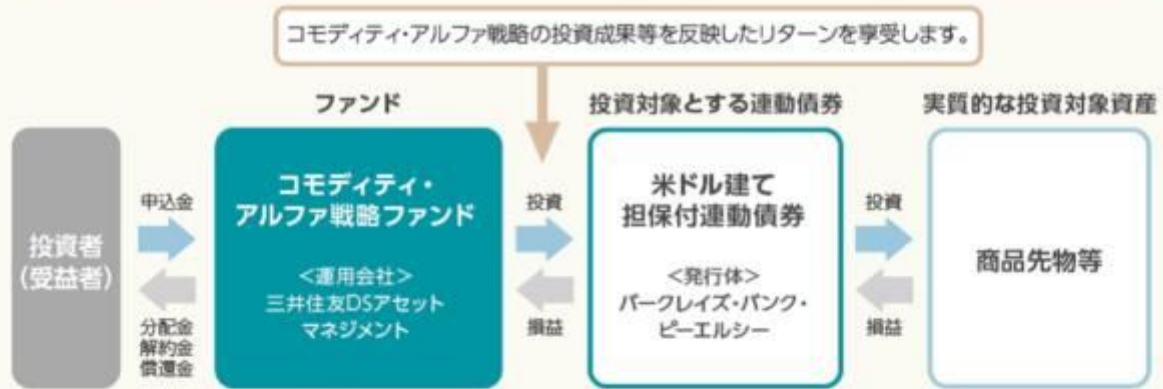 コモディティ・アルファ戦略の投資成果等を反映したリターンを享受します。
ファンド
投資対象とする連動債券
実質的な投資対象資産
投資者
(受益者)
申込金
分配金
解約金
償還金
コモディティ・
アルファ戦略ファンド
<運用会社>
三井住友DSアセット
マネジメント
投資
損益
米ドル建て
担保付連動債券
<発行体>
バークレイズ・バンク・
ピーエルシー
投資
損益
商品先物等